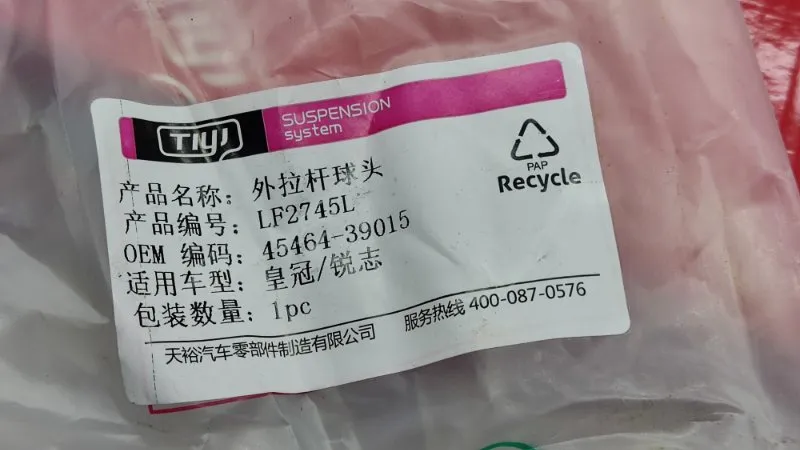 TIYI
SUSPENSION
system
PAP
Recycle
产品名称: 外拉杆球头
产品编号: LF2745L
OEM 编码: 45464-39015
适用车型: 皇冠/锐志
包装数量: 1pc
天裕汽车零部件制造有限公司 服务热线 400-087-0576